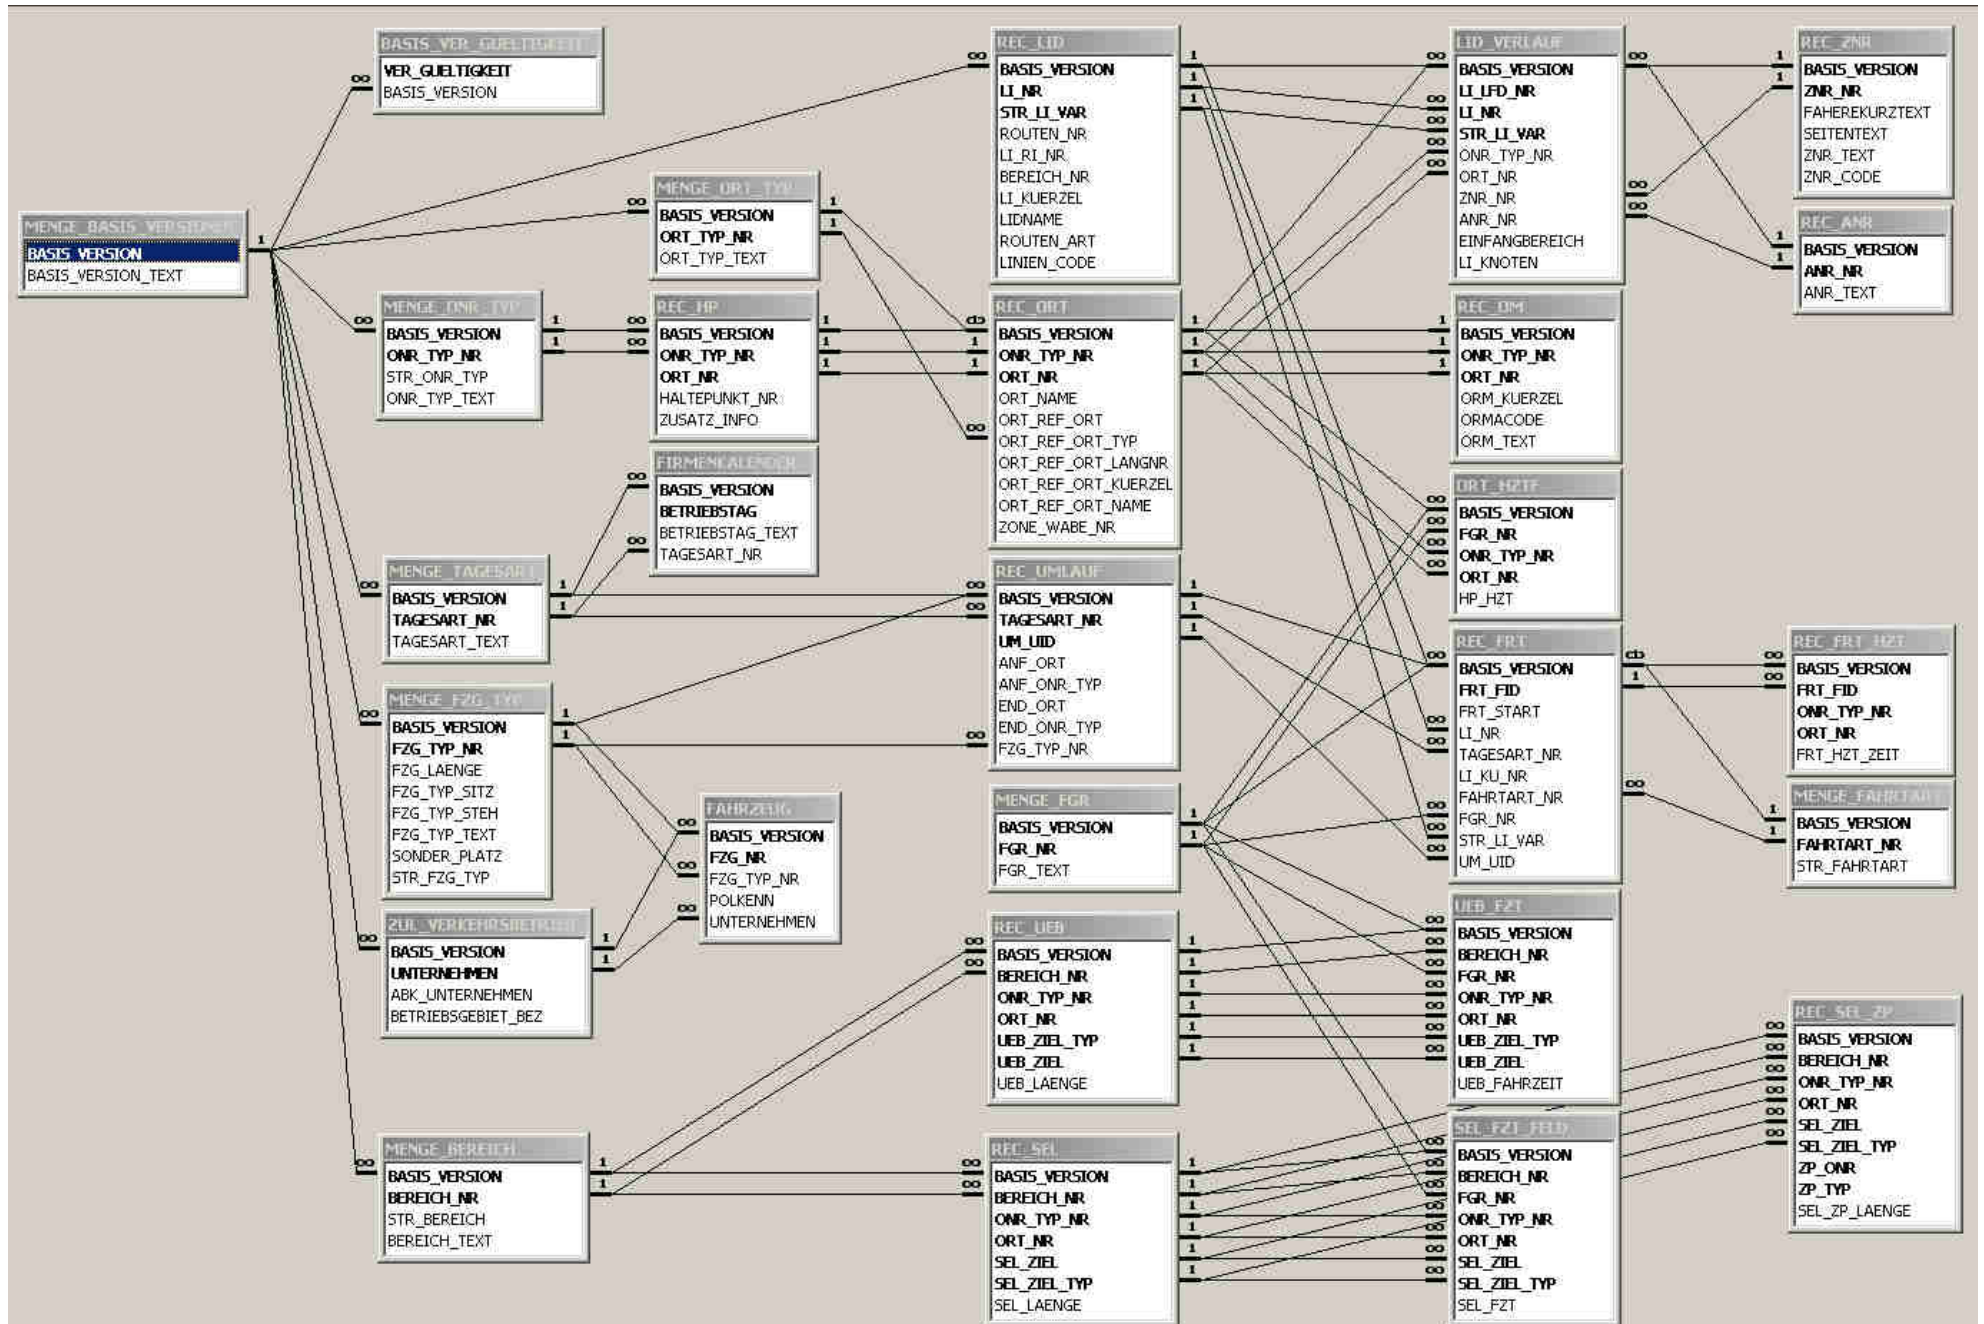 MENGE_BASIS_VERSIONEN
BASIS_VERSION
BASIS_VERSION_TEXT
BASIS_VER_GUELTIGKEIT
VER_GUELTIGKEIT
BASIS_VERSION
MENGE_ONR_TYP
BASIS_VERSION
ONR_TYP_NR
STR_ONR_TYP
ONR_TYP_TEXT
MENGE_TAGESART
BASIS_VERSION
TAGESART_NR
TAGESART_TEXT
MENGE_FZG_TYP
BASIS_VERSION
FZG_TYP_NR
FZG_LAENGE
FZG_TYP_SITZ
FZG_TYP_STEH
FZG_TYP_TEXT
SONDER_PLATZ
STR_FZG_TYP
ZUL_VERKEHRSBETRIEB
BASIS_VERSION
UNTERNEHMEN
ABK_UNTERNEHMEN
BETRIEBSGEBIET_BEZ
MENGE_BEREICH
BASIS_VERSION
BEREICH_NR
STR_BEREICH
BEREICH_TEXT
MENGE_ORT_TYP
BASIS_VERSION
ORT_TYP_NR
ORT_TYP_TEXT
REC_HP
BASIS_VERSION
ONR_TYP_NR
ORT_NR
HALTEPUNKT_NR
ZUSATZ_INFO
FIRMENKALENDER
BASIS_VERSION
BETRIEBSTAG
BETRIEBSTAG_TEXT
TAGESART_NR
FAHRZEUG
BASIS_VERSION
FZG_NR
FZG_TYP_NR
POLKENN
UNTERNEHMEN
REC_LID
BASIS_VERSION
LI_NR
STR_LI_VAR
ROUTEN_NR
LI_RI_NR
BEREICH_NR
LI_KUERZEL
LIDNAME
ROUTEN_ART
LINIEN_CODE
REC_ORT
BASIS_VERSION
ONR_TYP_NR
ORT_NR
ORT_NAME
ORT_REF_ORT
ORT_REF_ORT_TYP
ORT_REF_ORT_LANGNR
ORT_REF_ORT_KUERZEL
ORT_REF_ORT_NAME
ZONE_WABE_NR
REC_UMLAUF
BASIS_VERSION
TAGESART_NR
UM_UID
ANF_ORT
ANF_ONR_TYP
END_ORT
END_ONR_TYP
FZG_TYP_NR
MENGE_FGR
BASIS_VERSION
FGR_NR
FGR_TEXT
REC_UEB
BASIS_VERSION
BEREICH_NR
ONR_TYP_NR
ORT_NR
UEB_ZIEL_TYP
UEB_ZIEL
UEB_LAENGE
REC_SEL
BASIS_VERSION
BEREICH_NR
ONR_TYP_NR
ORT_NR
SEL_ZIEL
SEL_ZIEL_TYP
SEL_LAENGE
LID_VERLAUF
BASIS_VERSION
LI_LFD_NR
LI_NR
STR_LI_VAR
ONR_TYP_NR
ORT_NR
ZNR_NR
ANR_NR
EINFANGBEREICH
LI_KNOTEN
REC_OM
BASIS_VERSION
ONR_TYP_NR
ORT_NR
ORM_KUERZEL
ORMACODE
ORM_TEXT
ORT_HZTF
BASIS_VERSION
FGR_NR
ONR_TYP_NR
ORT_NR
HP_HZT
REC_FRT
BASIS_VERSION
FRT_FID
FRT_START
LI_NR
TAGESART_NR
LI_KU_NR
FAHRTART_NR
FGR_NR
STR_LI_VAR
UM_UID
UEB_FZT
BASIS_VERSION
BEREICH_NR
FGR_NR
ONR_TYP_NR
ORT_NR
UEB_ZIEL_TYP
UEB_ZIEL
UEB_FAHRZEIT
SEL_FZT_FELD
BASIS_VERSION
BEREICH_NR
FGR_NR
ONR_TYP_NR
ORT_NR
SEL_ZIEL
SEL_ZIEL_TYP
SEL_FZT
REC_ZNR
BASIS_VERSION
ZNR_NR
FAHEREKURZTEXT
SEITENTEXT
ZNR_TEXT
ZNR_CODE
REC_ANR
BASIS_VERSION
ANR_NR
ANR_TEXT
REC_FRT_HZT
BASIS_VERSION
FRT_FID
ONR_TYP_NR
ORT_NR
FRT_HZT_ZEIT
MENGE_FAHRTART
BASIS_VERSION
FAHRTART_NR
STR_FAHRTART
REC_SEL_ZP
BASIS_VERSION
BEREICH_NR
ONR_TYP_NR
ORT_NR
SEL_ZIEL
SEL_ZIEL_TYP
ZP_ONR
ZP_TYP
SEL_ZP_LAENGE